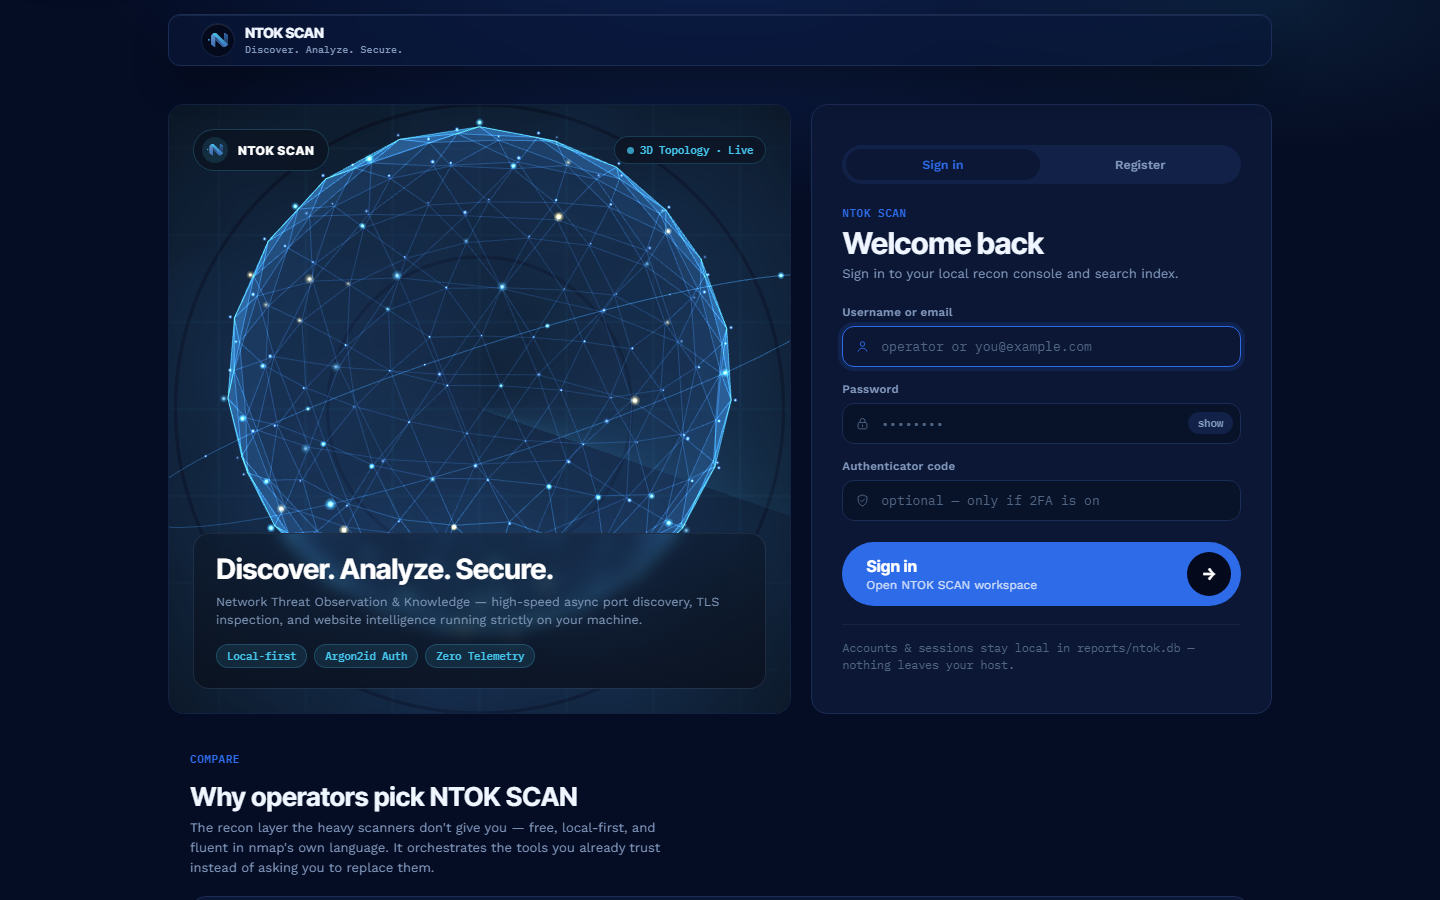 NTOK SCAN
Discover. Analyze. Secure.
NTOK SCAN
3D Topology · Live
Discover. Analyze. Secure.
Network Threat Observation & Knowledge — high-speed async port discovery, TLS
inspection, and website intelligence running strictly on your machine.
Local-first
Argon2id Auth
Zero Telemetry
Sign in
Register
NTOK SCAN
Welcome back
Sign in to your local recon console and search index.
Username or email
operator or you@example.com
Password
••••••••
show
Authenticator code
optional — only if 2FA is on
Sign in
Open NTOK SCAN workspace
Accounts & sessions stay local in reports/ntok.db —
nothing leaves your host.
COMPARE
Why operators pick NTOK SCAN
The recon layer the heavy scanners don't give you — free, local-first, and
fluent in nmap's own language. It orchestrates the tools you already trust
instead of asking you to replace them.